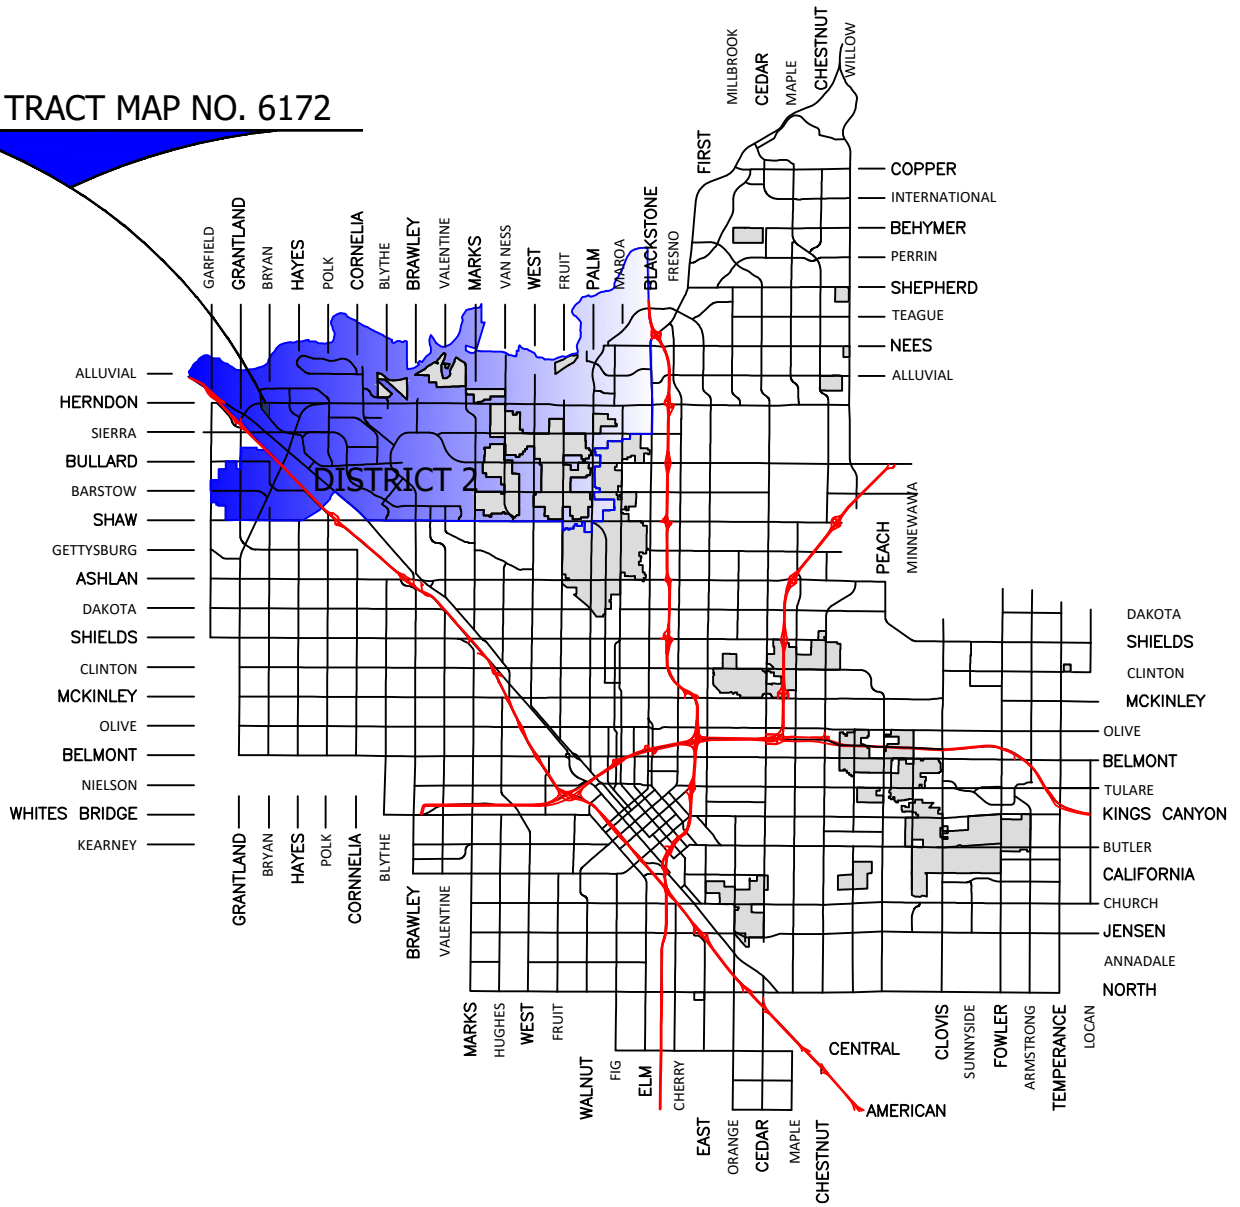 TRACT MAP NO. 6172
MILLBROOK
CEDAR
MAPLE
CHESTNUT
WILLOW
FIRST
GARFIELD
GRANTLAND
BRYAN
HAYES
POLK
CORNELIA
BLYTHE
BRAWLEY
VALENTINE
MARKS
VAN NESS
WEST
FRUIT
PALM
MAROA
BLACKSTONE
FRESNO
COPPER
INTERNATIONAL
BEHYMER
PERRIN
SHEPHERD
TEAGUE
NEES
ALLUVIAL
ALLUVIAL
HERNDON
SIERRA
BULLARD
BARSTOW
SHAW
GETTYSBURG
ASHLAN
DAKOTA
SHIELDS
CLINTON
MCKINLEY
OLIVE
BELMONT
NIELSON
WHITES BRIDGE
KEARNEY
DISTRICT 2
PEACH
MINNEWAWA
DAKOTA
SHIELDS
CLINTON
MCKINLEY
OLIVE
BELMONT
TULARE
KINGS CANYON
BUTLER
CALIFORNIA
CHURCH
JENSEN
ANNADALE
NORTH
GRANTLAND
BRYAN
HAYES
POLK
CORNNELIA
BLYTHE
BRAWLEY
VALENTINE
MARKS
HUGHES
WEST
FRUIT
WALNUT
FIG
ELM
CHERRY
EAST
ORANGE
CEDAR
MAPLE
CHESTNUT
CENTRAL
AMERICAN
CLOVIS
SUNNYSIDE
FOWLER
ARMSTRONG
TEMPERANCE
LOCAN